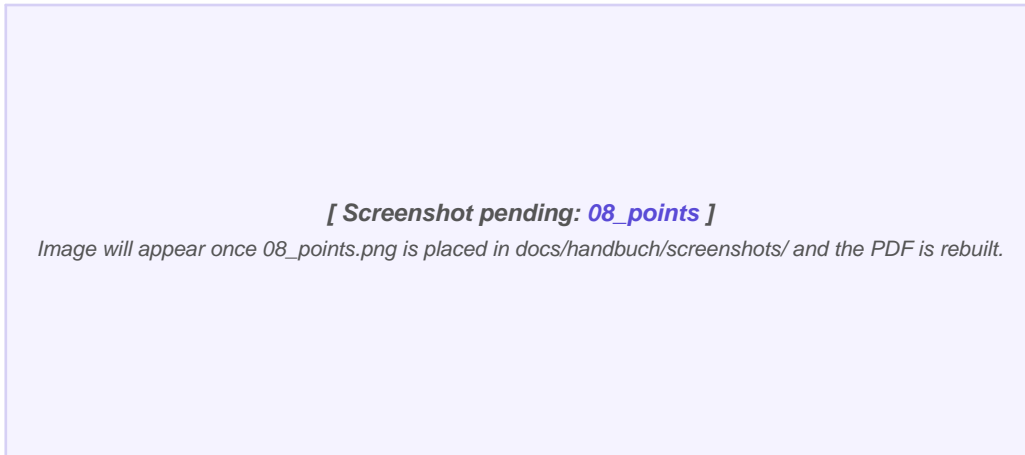 [ Screenshot pending: 08_points ]
Image will appear once 08_points.png is placed in docs/handbuch/screenshots/ and the PDF is rebuilt.